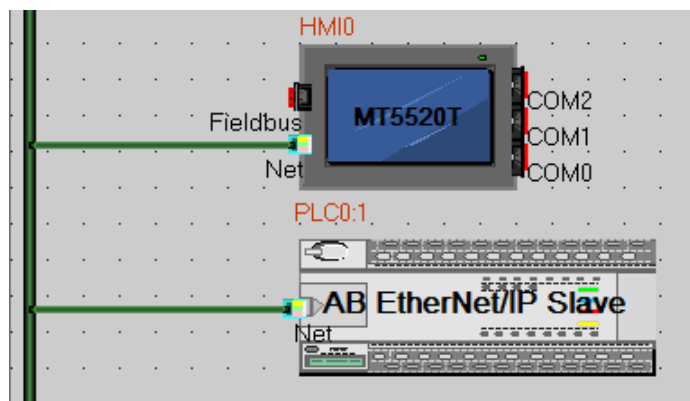 HMI0
COM2
Fieldbus
MT5520T
COM1
Net
COM0
PLC0:1
AB EtherNet/IP Slave
Net